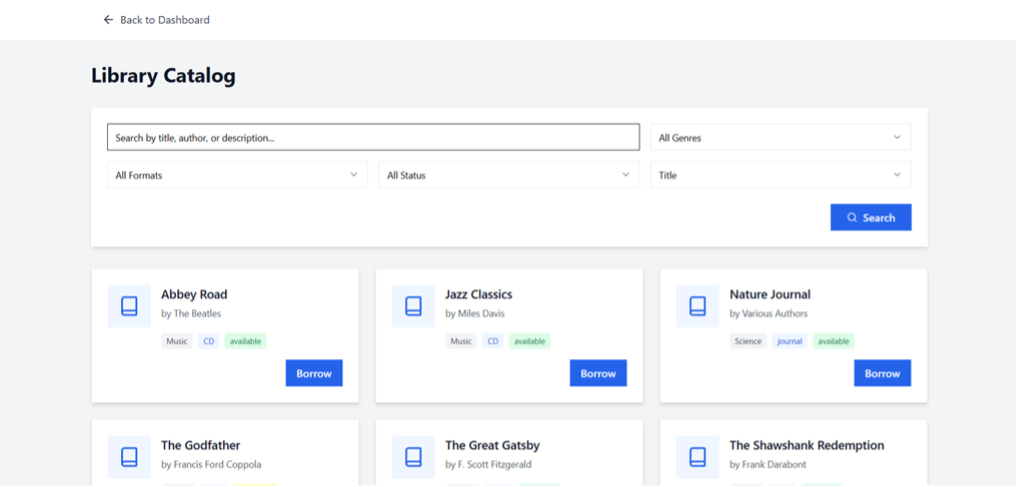 Back to Dashboard
Library Catalog
Search by title, author, or description...
All Genres
All Formats
All Status
Title
Search
Abbey Road
by The Beatles
Music CD available
Borrow
Jazz Classics
by Miles Davis
Music CD available
Borrow
Nature Journal
by Various Authors
Science journal available
Borrow
The Godfather
by Francis Ford Coppola
The Great Gatsby
by F. Scott Fitzgerald
The Shawshank Redemption
by Frank Darabont